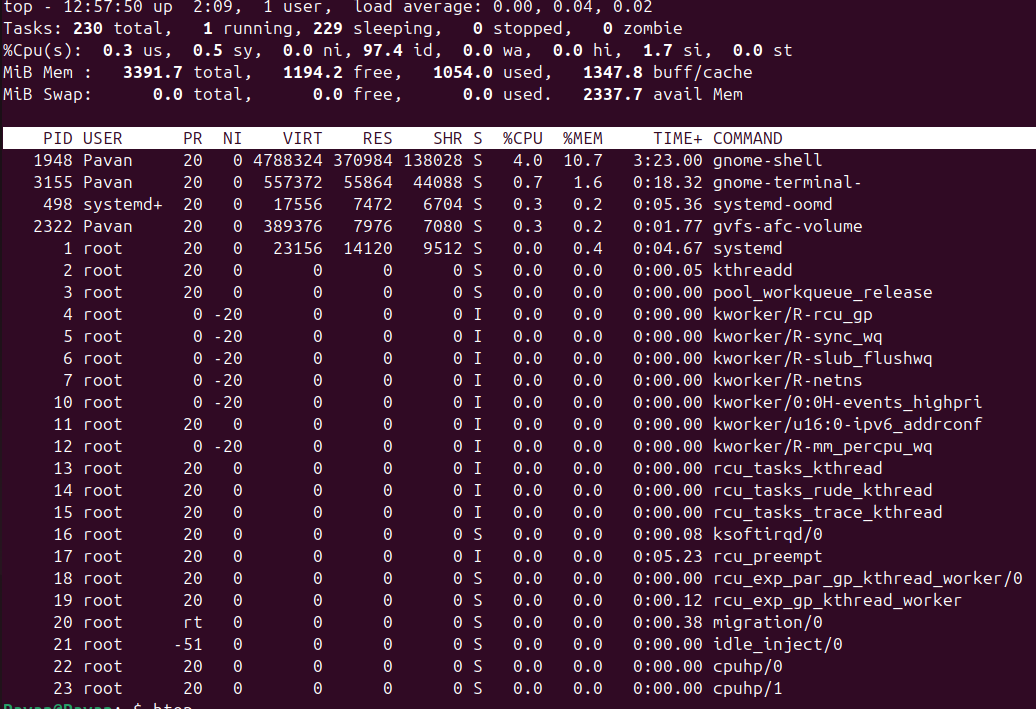 top - 12:57:50 up  2:09,  1 user,  load average: 0.00, 0.04, 0.02
Tasks: 230 total,   1 running, 229 sleeping,   0 stopped,   0 zombie
%Cpu(s):  0.3 us,  0.5 sy,  0.0 ni, 97.4 id,  0.0 wa,  0.0 hi,  1.7 si,  0.0 st
MiB Mem :   3391.7 total,   1194.2 free,   1054.0 used,   1347.8 buff/cache
MiB Swap:      0.0 total,      0.0 free,      0.0 used.   2337.7 avail Mem
PID USER      PR  NI    VIRT    RES    SHR S  %CPU  %MEM     TIME+ COMMAND
1948 Pavan     20   0 4788324 370984 138028 S   4.0  10.7   3:23.00 gnome-shell
3155 Pavan     20   0  557372  55864  44088 S   0.7   1.6   0:18.32 gnome-terminal-
498 systemd+  20   0   17556   7472   6704 S   0.3   0.2   0:05.36 systemd-oomd
2322 Pavan     20   0  389376   7976   7080 S   0.3   0.2   0:01.77 gvfs-afc-volume
1 root      20   0   23156  14120   9512 S   0.0   0.4   0:04.67 systemd
2 root      20   0       0      0      0 S   0.0   0.0   0:00.05 kthreadd
3 root      20   0       0      0      0 S   0.0   0.0   0:00.00 pool_workqueue_release
4 root       0 -20       0      0      0 I   0.0   0.0   0:00.00 kworker/R-rcu_gp
5 root       0 -20       0      0      0 I   0.0   0.0   0:00.00 kworker/R-sync_wq
6 root       0 -20       0      0      0 I   0.0   0.0   0:00.00 kworker/R-slub_flushwq
7 root       0 -20       0      0      0 I   0.0   0.0   0:00.00 kworker/R-netns
10 root       0 -20       0      0      0 I   0.0   0.0   0:00.00 kworker/0:0H-events_highpri
11 root      20   0       0      0      0 I   0.0   0.0   0:00.00 kworker/u16:0-ipv6_addrconf
12 root       0 -20       0      0      0 I   0.0   0.0   0:00.00 kworker/R-mm_percpu_wq
13 root      20   0       0      0      0 I   0.0   0.0   0:00.00 rcu_tasks_kthread
14 root      20   0       0      0      0 I   0.0   0.0   0:00.00 rcu_tasks_rude_kthread
15 root      20   0       0      0      0 I   0.0   0.0   0:00.00 rcu_tasks_trace_kthread
16 root      20   0       0      0      0 S   0.0   0.0   0:00.08 ksoftirqd/0
17 root      20   0       0      0      0 I   0.0   0.0   0:05.23 rcu_preempt
18 root      20   0       0      0      0 S   0.0   0.0   0:00.00 rcu_exp_par_gp_kthread_worker/0
19 root      20   0       0      0      0 S   0.0   0.0   0:00.12 rcu_exp_gp_kthread_worker
20 root      rt   0       0      0      0 S   0.0   0.0   0:00.38 migration/0
21 root     -51   0       0      0      0 S   0.0   0.0   0:00.00 idle_inject/0
22 root      20   0       0      0      0 S   0.0   0.0   0:00.00 cpuhp/0
23 root      20   0       0      0      0 S   0.0   0.0   0:00.00 cpuhp/1